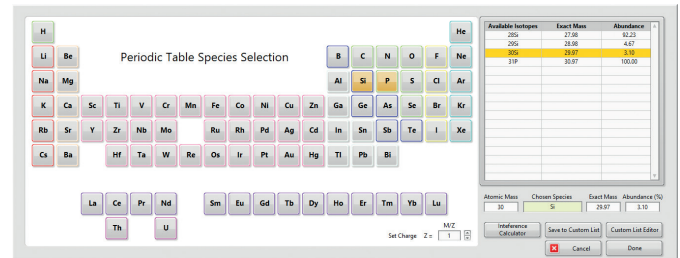 H He
Li Be Periodic Table Species Selection B C N O F Ne
Na Mg Al Si P S Cl Ar
K Ca Sc Ti V Cr Mn Fe Co Ni Cu Zn Ga Ge As Se Br Kr
Rb Sr Y Zr Nb Mo Ru Rh Pd Ag Cd In Sn Sb Te I Xe
Cs Ba Hf Ta W Re Os Ir Pt Au Hg Tl Pb Bi
La Ce Pr Nd Sm Eu Gd Tb Dy Ho Er Tm Yb Lu
Th U
M/Z
Set Charge Z = 1
Available Isotopes Exact Mass Abundance
28Si 27.98 92.23
29Si 28.98 4.67
30Si 29.97 3.10
31P 30.97 100.00
Atomic Mass Chosen Species Exact Mass Abundance (%)
30 Si 29.97 3.10
Inteference Calculator Save to Custom List Custom List Editor
Cancel Done